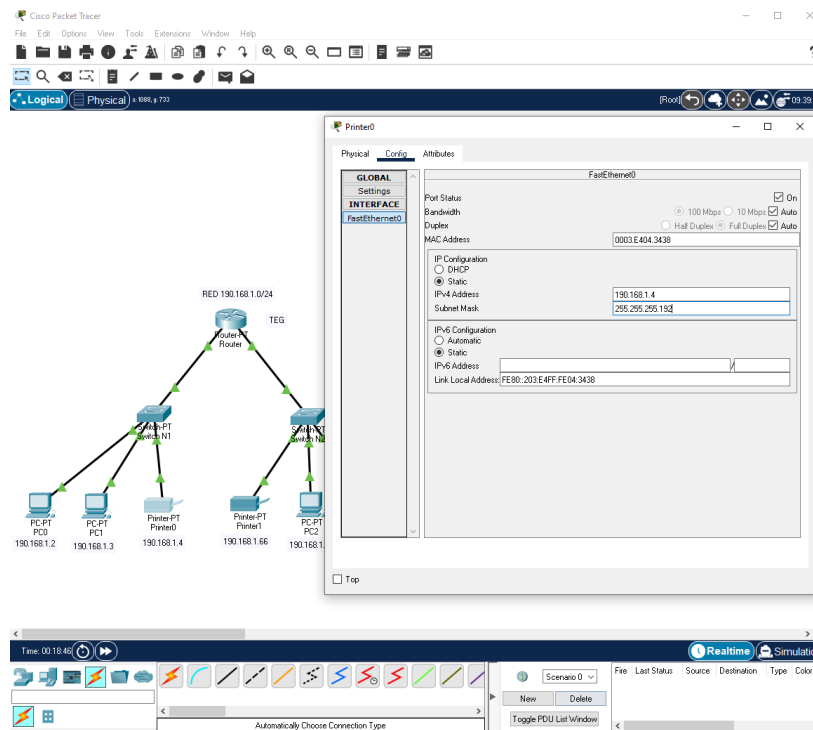 Cisco Packet Tracer
File Edit Options View Tools Extensions Window Help
Logical Physical x: 1088, y: 733 [Root] 09:39:
Printer0
Physical Config Attributes
GLOBAL
Settings
INTERFACE
FastEthernet0
FastEthernet0
Port Status On
Bandwidth 100 Mbps 10 Mbps Auto
Duplex Half Duplex Full Duplex Auto
MAC Address 0003.E404.3438
IP Configuration
DHCP
Static
IPv4 Address 190.168.1.4
Subnet Mask 255.255.255.192
IPv6 Configuration
Automatic
Static
IPv6 Address /
Link Local Address: FE80::203:E4FF:FE04:3438
Top
RED 190.168.1.0/24
TEG
Router-PT
Router
Switch-PT
Switch N1
Switch-PT
Switch N2
PC-PT
PC0
190.168.1.2
PC-PT
PC1
190.168.1.3
Printer-PT
Printer0
190.168.1.4
Printer-PT
Printer1
190.168.1.66
PC-PT
PC2
190.168.1.
Time: 00:18:46 Realtime Simulatio
Scenario 0
New Delete
Toggle PDU List Window
Fire Last Status Source Destination Type Color
Automatically Choose Connection Type